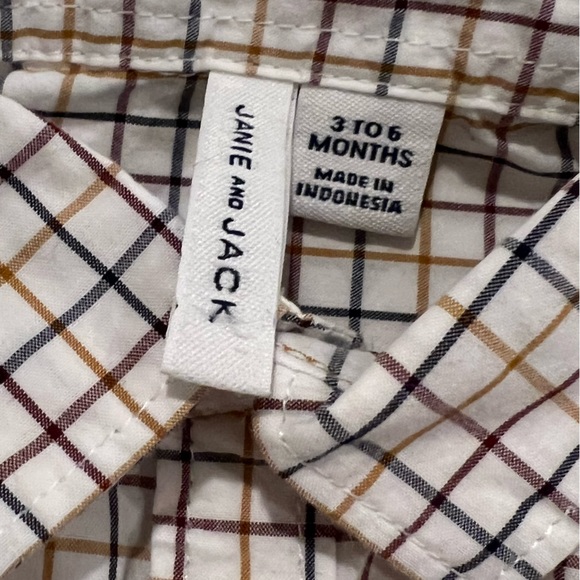 JANIE AND JACK
3 TO 6
MONTHS
MADE IN
INDONESIA